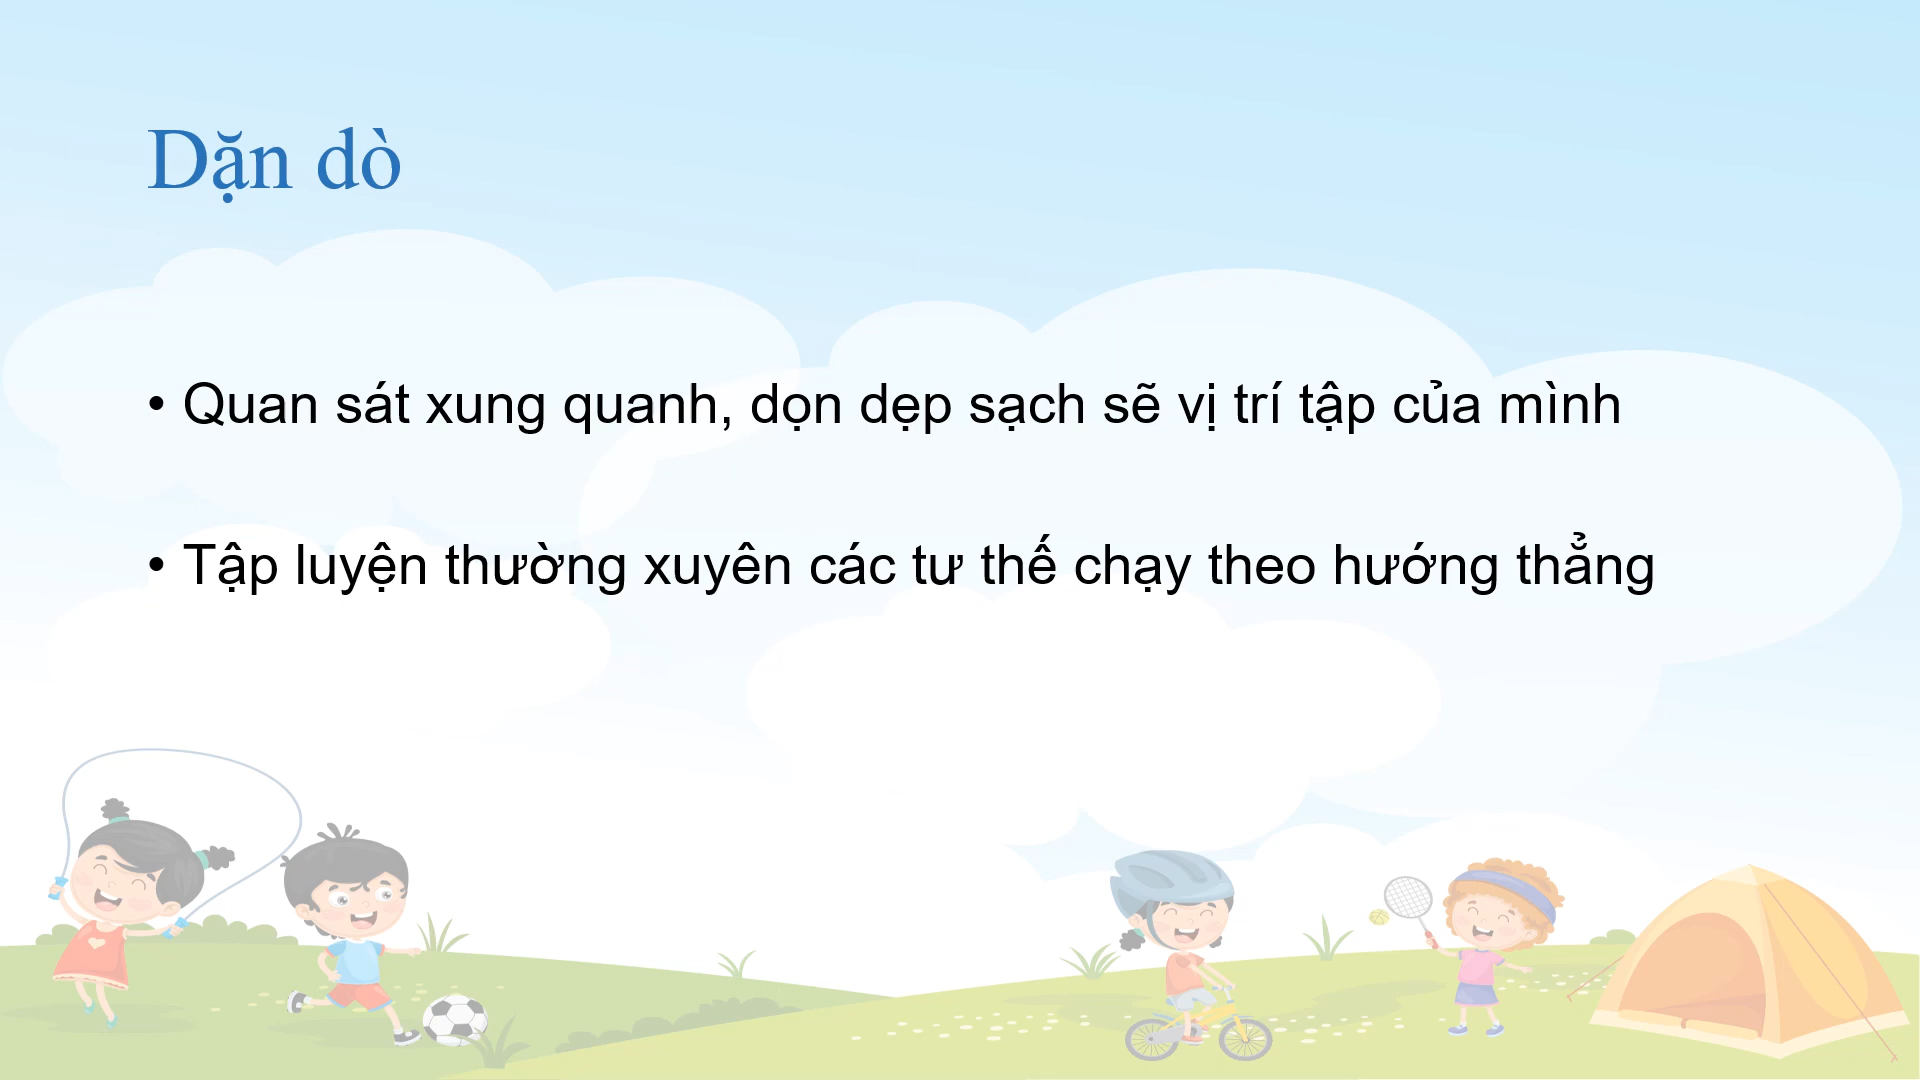 Dặn dò
• Quan sát xung quanh, dọn dẹp sạch sẽ vị trí tập của mình
• Tập luyện thường xuyên các tư thế chạy theo hướng thẳng